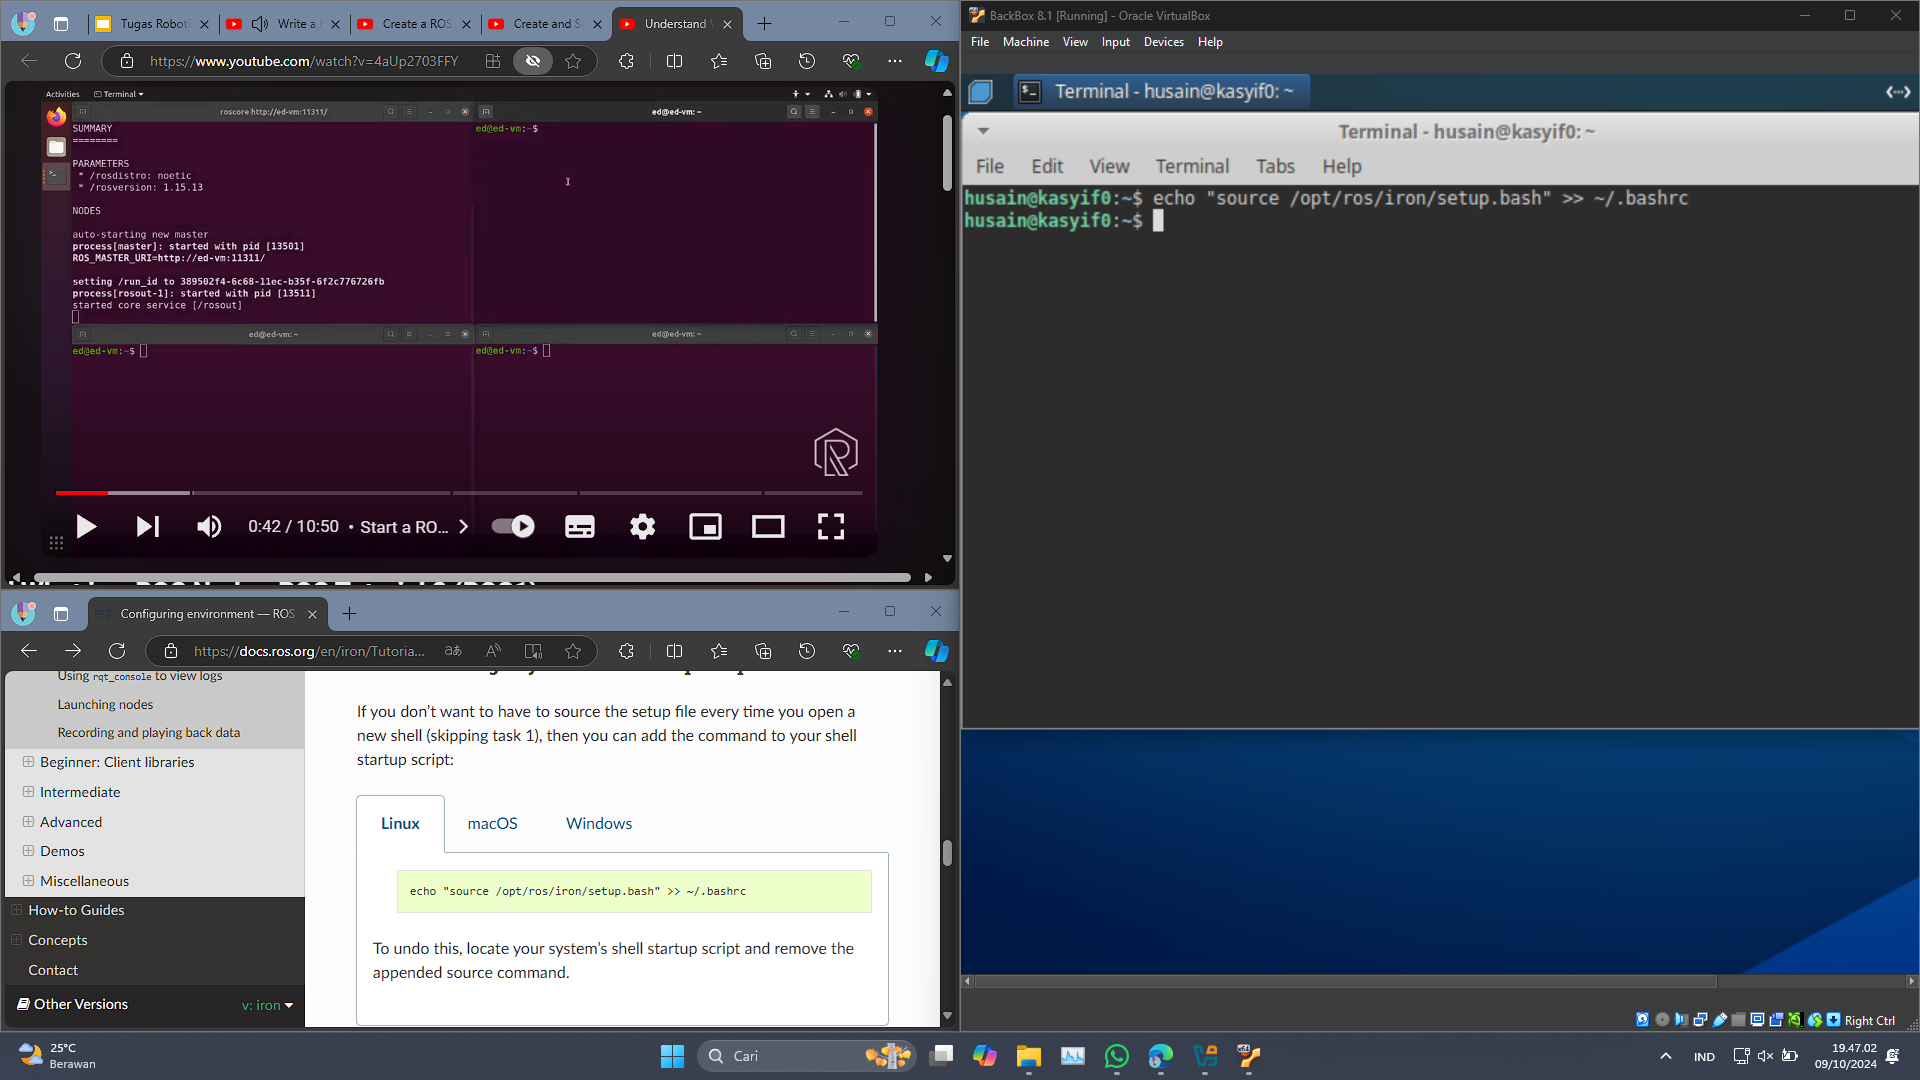 Tugas Roboti
Write a
Create a ROS
Create and S
Understand
https://www.youtube.com/watch?v=4aUp2703FFY
Activities
Terminal
roscore http://ed-vm:11311/
SUMMARY
========
PARAMETERS
* /rosdistro: noetic
* /rosversion: 1.15.13
NODES
auto-starting new master
process[master]: started with pid [13501]
ROS_MASTER_URI=http://ed-vm:11311/
setting /run_id to 389502f4-6c68-11ec-b35f-6f2c776726fb
process[rosout-1]: started with pid [13511]
started core service [/rosout]
ed@ed-vm: ~
ed@ed-vm:~$
ed@ed-vm: ~
ed@ed-vm:~$
ed@ed-vm: ~
ed@ed-vm:~$
0:42 / 10:50 • Start a RO...
Configuring environment — ROS
https://docs.ros.org/en/iron/Tutoria...
Using rqt_console to view logs
Launching nodes
Recording and playing back data
Beginner: Client libraries
Intermediate
Advanced
Demos
Miscellaneous
How-to Guides
Concepts
Contact
Other Versions
v: iron
If you don't want to have to source the setup file every time you open a
new shell (skipping task 1), then you can add the command to your shell
startup script:
Linux
macOS
Windows
echo "source /opt/ros/iron/setup.bash" >> ~/.bashrc
To undo this, locate your system's shell startup script and remove the
appended source command.
BackBox 8.1 [Running] - Oracle VirtualBox
File Machine View Input Devices Help
Terminal - husain@kasyif0: ~
Terminal - husain@kasyif0: ~
File Edit View Terminal Tabs Help
husain@kasyif0:~$ echo "source /opt/ros/iron/setup.bash" >> ~/.bashrc
husain@kasyif0:~$
Right Ctrl
25°C
Berawan
Cari
IND
19.47.02
09/10/2024